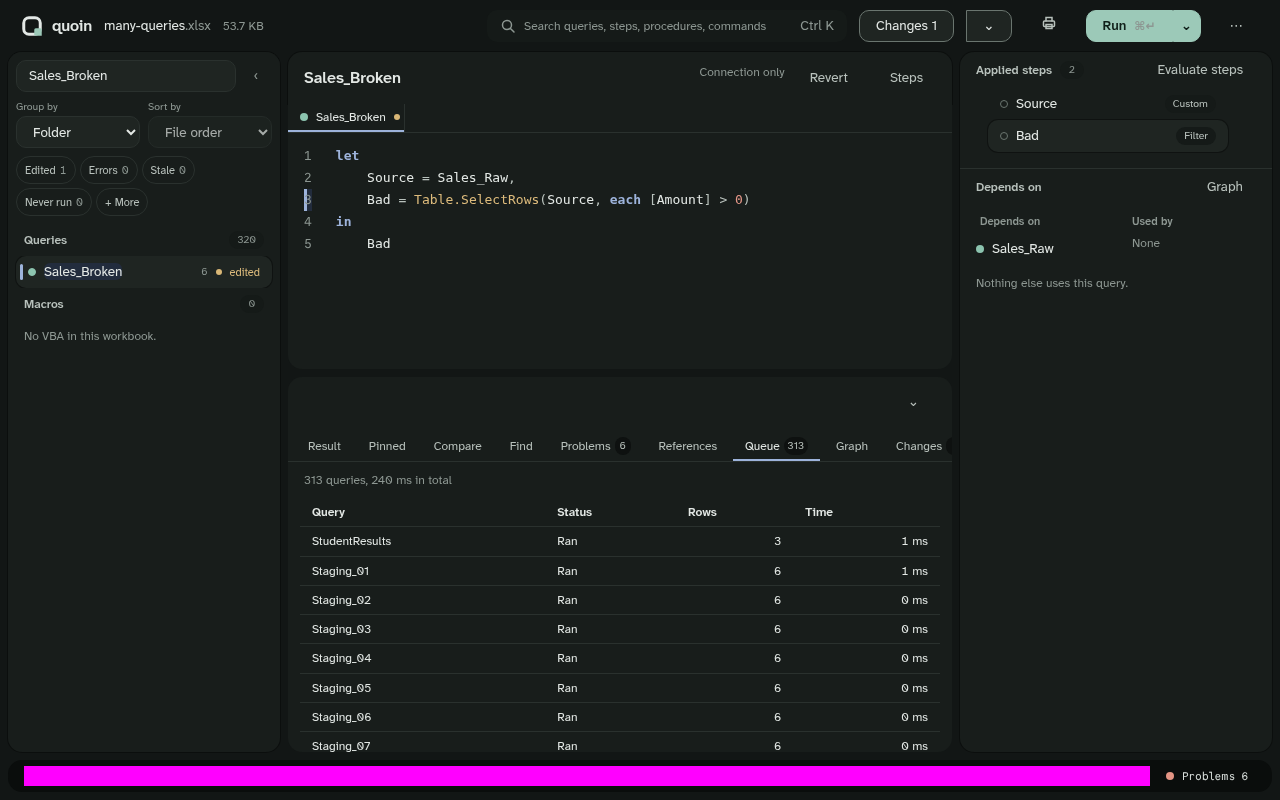 quoin many-queries.xlsx 53.7 KB Search queries, steps, procedures, commands Ctrl K Changes 1 Run ⌘↵ ⋯
Sales_Broken
Group by Sort by
Folder File order
Edited 1 Errors 0 Stale 0
Never run 0 + More
Queries 320
Sales_Broken 6 edited
Macros 0
No VBA in this workbook.
Sales_Broken Connection only Revert Steps
Sales_Broken
1 let
2 Source = Sales_Raw,
3 Bad = Table.SelectRows(Source, each [Amount] > 0)
4 in
5 Bad
Result Pinned Compare Find Problems 6 References Queue 313 Graph Changes
313 queries, 240 ms in total
Query Status Rows Time
StudentResults Ran 3 1 ms
Staging_01 Ran 6 1 ms
Staging_02 Ran 6 0 ms
Staging_03 Ran 6 0 ms
Staging_04 Ran 6 0 ms
Staging_05 Ran 6 0 ms
Staging_06 Ran 6 0 ms
Staging_07 Ran 6 0 ms
Applied steps 2 Evaluate steps
Source Custom
Bad Filter
Depends on Graph
Depends on Used by
Sales_Raw None
Nothing else uses this query.
Problems 6